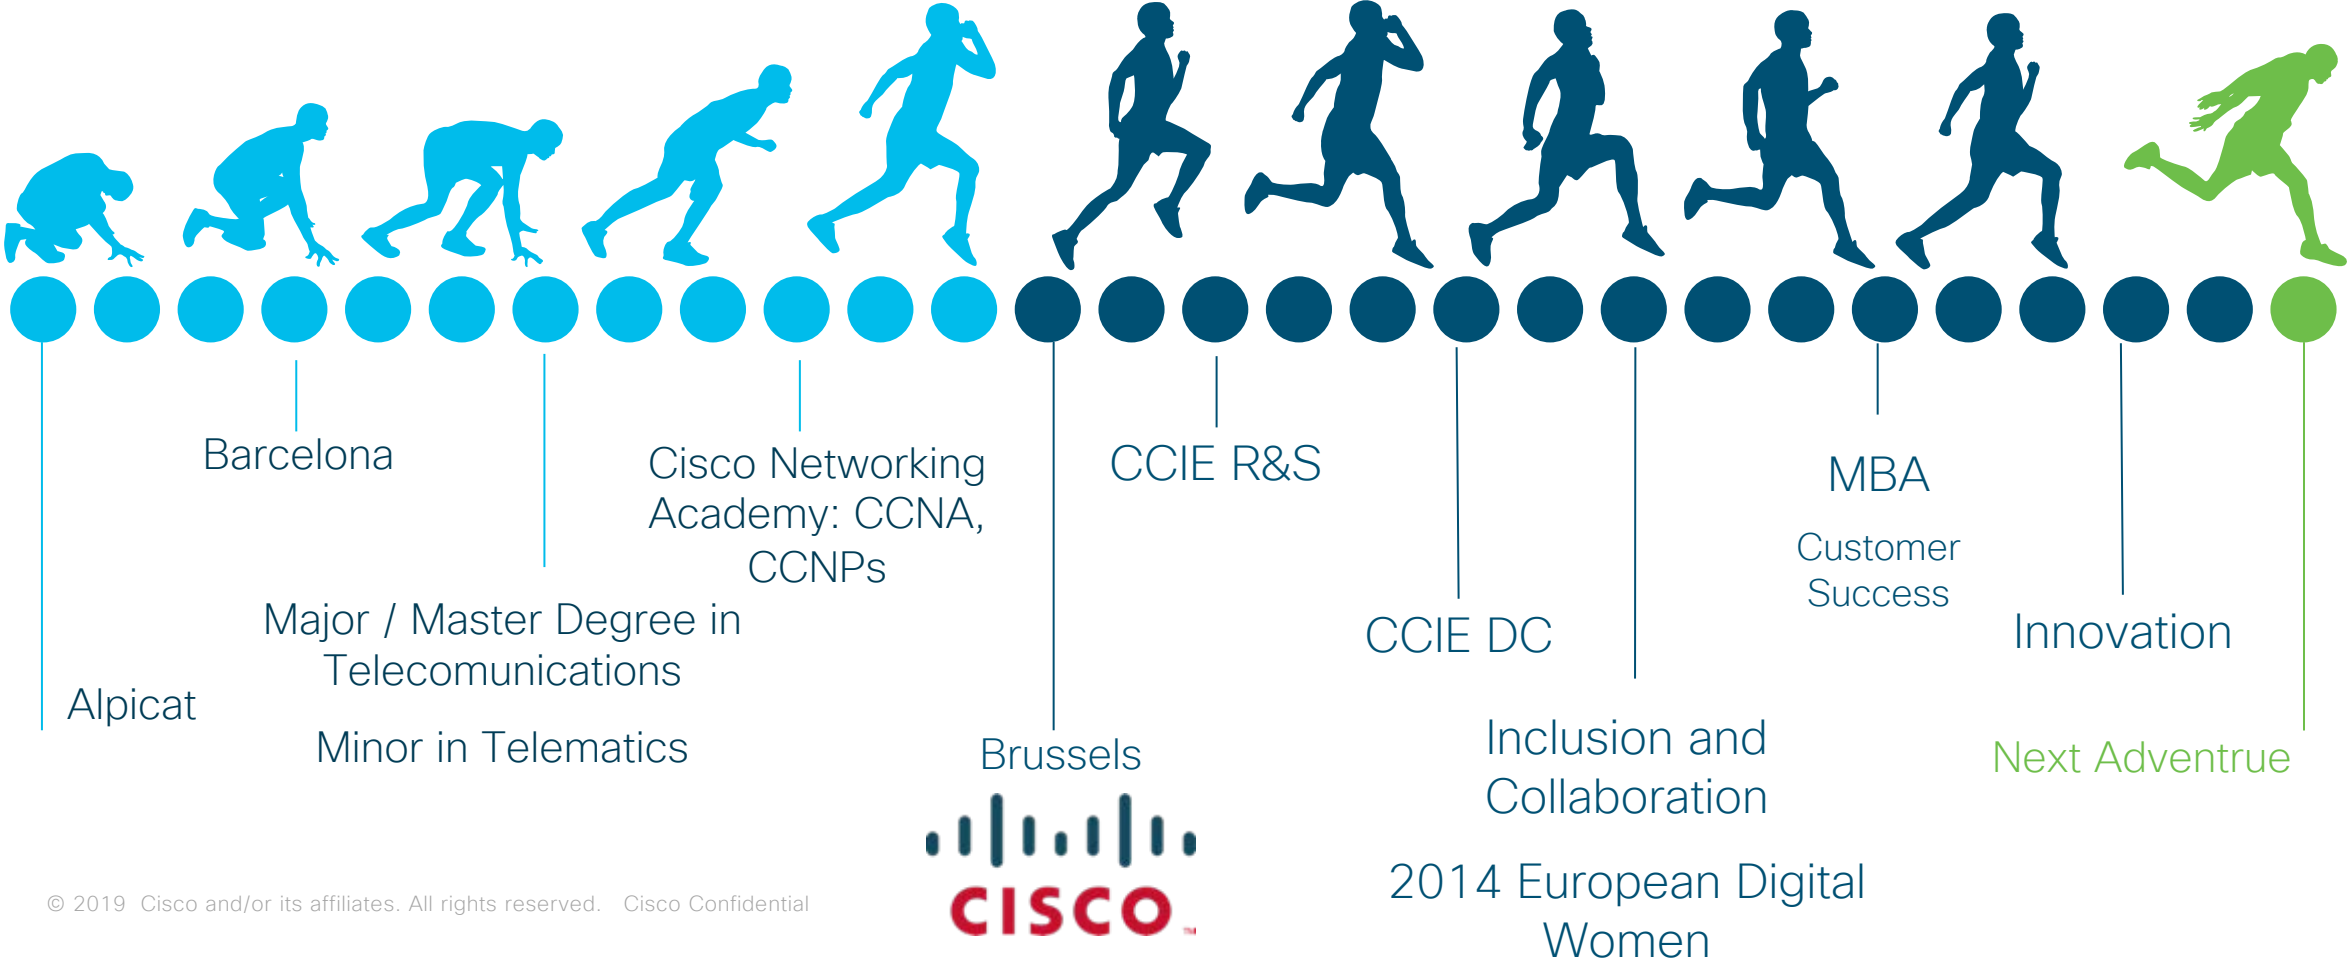 Alpicat
Barcelona
Major / Master Degree in
Telecomunications
Minor in Telematics
Cisco Networking
Academy: CCNA,
CCNPs
Brussels
CISCO
TM
CCIE R&S
CCIE DC
Inclusion and
Collaboration
2014 European Digital
Women
MBA
Customer
Success
Innovation
Next Adventrue
© 2019 Cisco and/or its affiliates. All rights reserved. Cisco Confidential